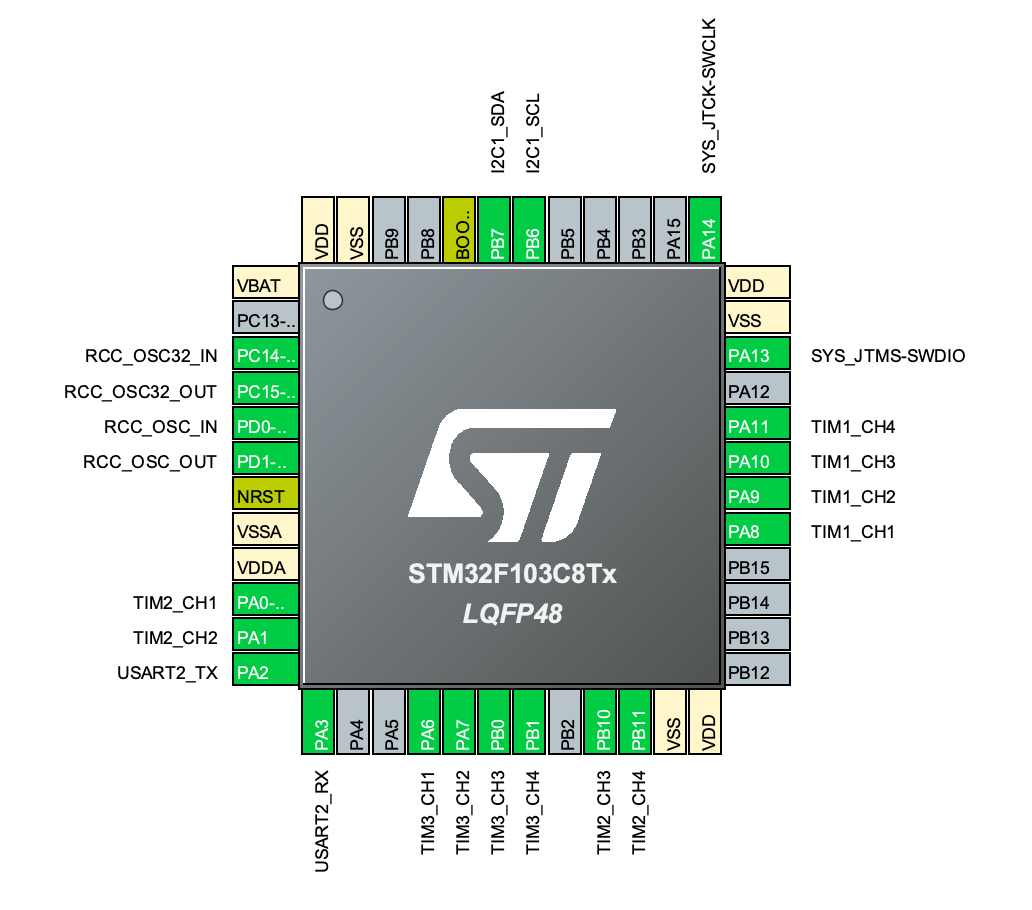 SYS_JTCK-SWCLK
I2C1_SDA
I2C1_SCL
VDD
VSS
PB9
PB8
BOO..
PB7
PB6
PB5
PB4
PB3
PA15
PA14
VBAT
PC13-..
RCC_OSC32_IN PC14-..
RCC_OSC32_OUT PC15-..
RCC_OSC_IN PD0-..
RCC_OSC_OUT PD1-..
NRST
VSSA
VDDA
TIM2_CH1 PA0-..
TIM2_CH2 PA1
USART2_TX PA2
VDD
VSS
PA13 SYS_JTMS-SWDIO
PA12
PA11 TIM1_CH4
PA10 TIM1_CH3
PA9 TIM1_CH2
PA8 TIM1_CH1
PB15
PB14
PB13
PB12
ST
STM32F103C8Tx
LQFP48
PA3
PA4
PA5
PA6
PA7
PB0
PB1
PB2
PB10
PB11
VSS
VDD
USART2_RX
TIM3_CH1
TIM3_CH2
TIM3_CH3
TIM3_CH4
TIM2_CH3
TIM2_CH4